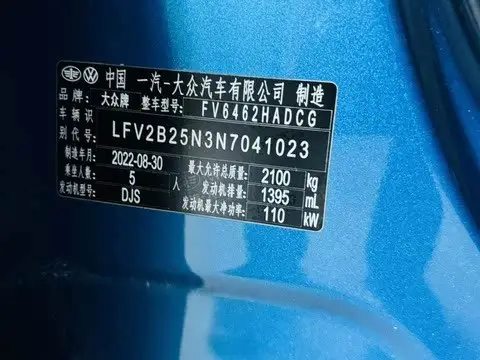 中国 一汽-大众汽车有限公司 制造
品牌: 大众牌 整车型号: FV6462HADCG
车辆识别代号: LFV2B25N3N7041023
制造年月: 2022-08-30 最大允许总质量: 2100 kg
乘坐人数: 5 人 发动机排量: 1395 mL
发动机型号: DJS 发动机最大净功率: 110 kW